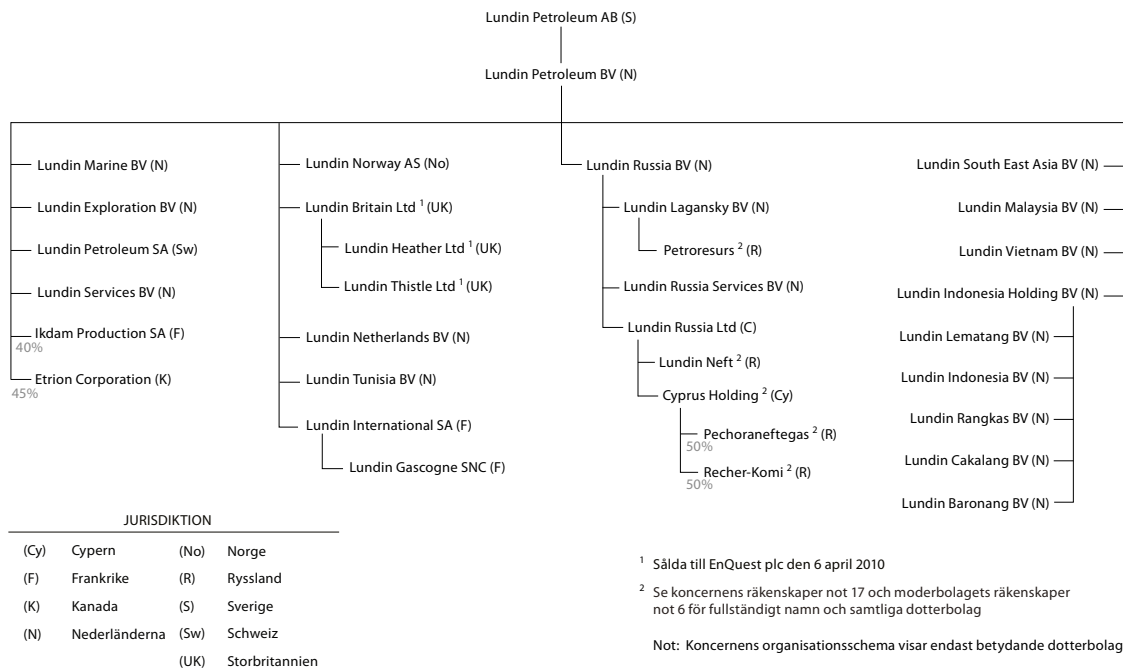 Lundin Petroleum AB (S)
Lundin Petroleum BV (N)
Lundin Marine BV (N)
Lundin Exploration BV (N)
Lundin Petroleum SA (Sw)
Lundin Services BV (N)
Ikdam Production SA (F)
40%
Etrion Corporation (K)
45%
Lundin Norway AS (No)
Lundin Britain Ltd ¹ (UK)
Lundin Heather Ltd ¹ (UK)
Lundin Thistle Ltd ¹ (UK)
Lundin Netherlands BV (N)
Lundin Tunisia BV (N)
Lundin International SA (F)
Lundin Gascogne SNC (F)
Lundin Russia BV (N)
Lundin Lagansky BV (N)
Petroresurs ² (R)
Lundin Russia Services BV (N)
Lundin Russia Ltd (C)
Lundin Neft ² (R)
Cyprus Holding ² (Cy)
Pechoraneftegas ² (R)
50%
Recher-Komi ² (R)
50%
Lundin South East Asia BV (N)
Lundin Malaysia BV (N)
Lundin Vietnam BV (N)
Lundin Indonesia Holding BV (N)
Lundin Lematang BV (N)
Lundin Indonesia BV (N)
Lundin Rangkas BV (N)
Lundin Cakalang BV (N)
Lundin Baronang BV (N)
JURISDIKTION
(Cy) Cypern (No) Norge
(F) Frankrike (R) Ryssland
(K) Kanada (S) Sverige
(N) Nederländerna (Sw) Schweiz
(UK) Storbritannien
¹ Sålda till EnQuest plc den 6 april 2010
² Se koncernens räkenskaper not 17 och moderbolagets räkenskaper
not 6 för fullständigt namn och samtliga dotterbolag
Not: Koncernens organisationsschema visar endast betydande dotterbolag